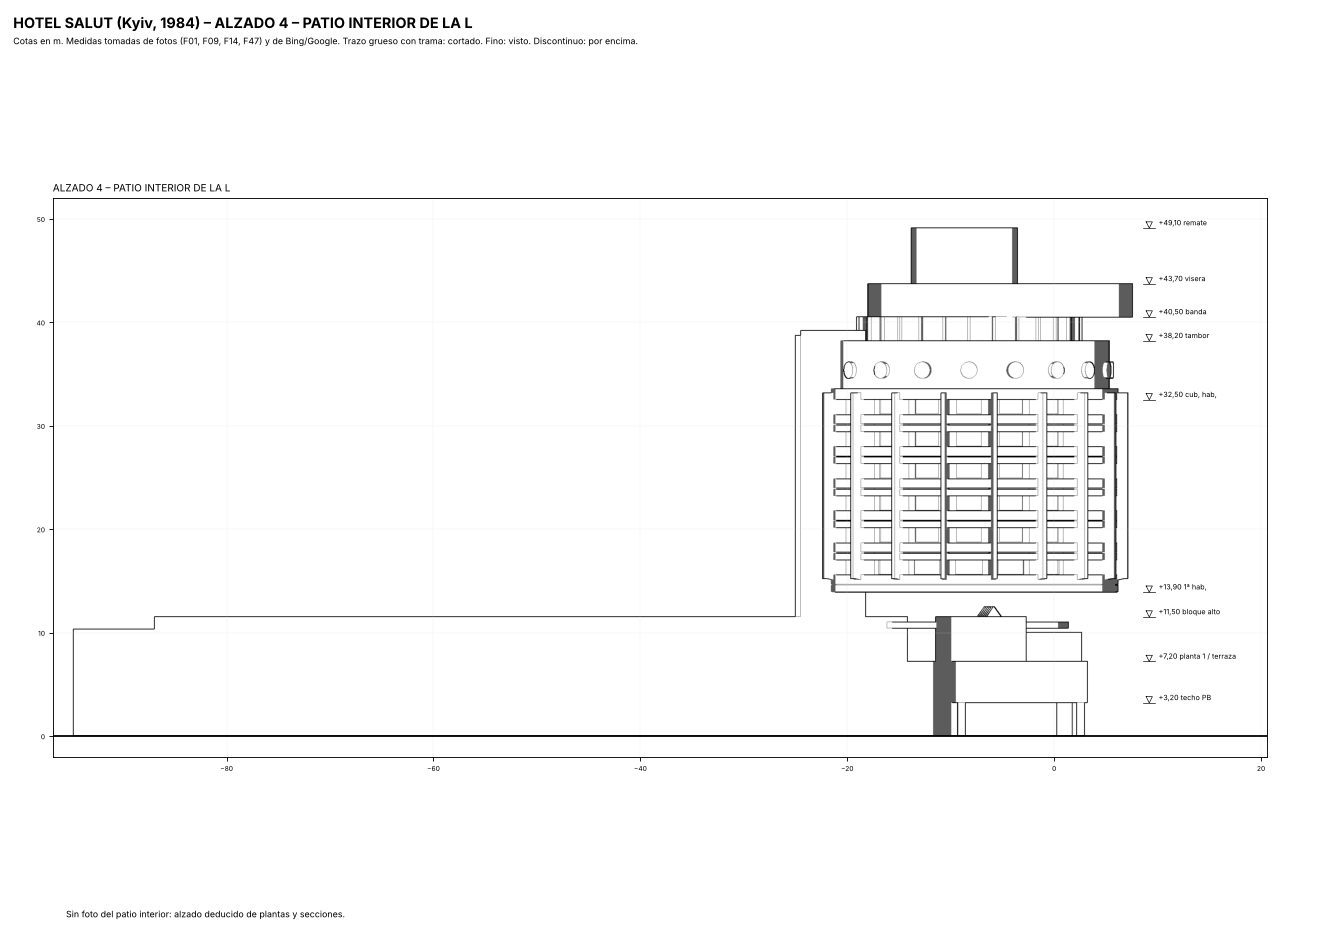 HOTEL SALUT (Kyiv, 1984) – ALZADO 4 – PATIO INTERIOR DE LA L
Cotas en m. Medidas tomadas de fotos (F01, F09, F14, F47) y de Bing/Google. Trazo grueso con trama: cortado. Fino: visto. Discontinuo: por encima.
ALZADO 4 – PATIO INTERIOR DE LA L
50
+49,10 remate
+43,70 visera
+40,50 banda
40
+38,20 tambor
+32,50 cub, hab,
30
20
+13,90 1ª hab,
+11,50 bloque alto
10
+7,20 planta 1 / terraza
+3,20 techo PB
0
−80 −60 −40 −20 0 20
Sin foto del patio interior: alzado deducido de plantas y secciones.